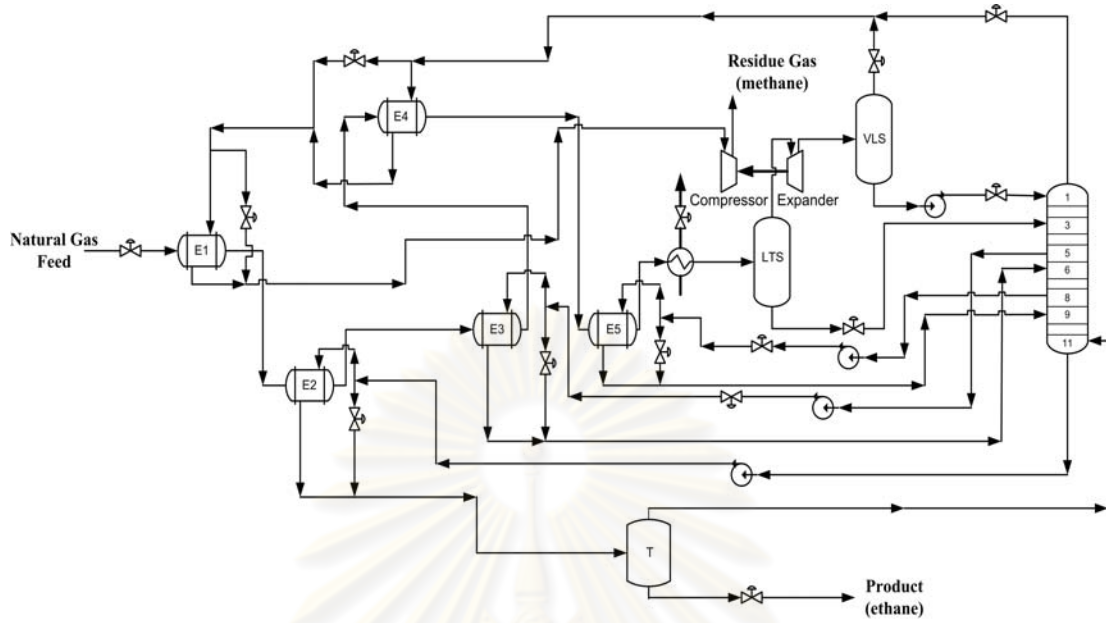 Residue Gas
(methane)
E4
VLS
Compressor Expander
1
Natural Gas
Feed
E1
3
LTS
5
6
E3
E5
8
9
11
E2
T
Product
(ethane)